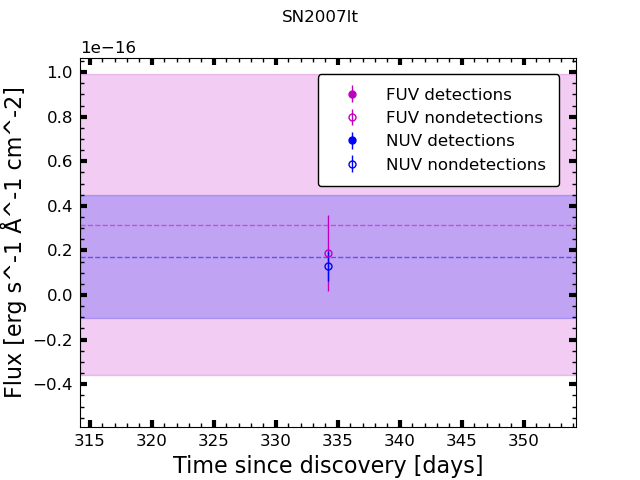 SN2007lt
1e−16
1.0
0.8
0.6
0.4
0.2
0.0
−0.2
−0.4
Flux [erg s^-1 Å^-1 cm^-2]
FUV detections
FUV nondetections
NUV detections
NUV nondetections
315 320 325 330 335 340 345 350
Time since discovery [days]